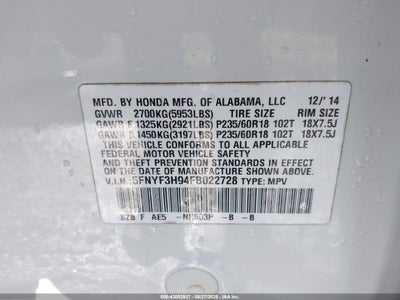 MFD. BY HONDA MFG. OF ALABAMA, LLC 12/'14
GVWR 2700KG(5953LBS) TIRE SIZE RIM SIZE
GAWR F 1325KG(2921LBS) P235/60R18 102T 18X7.5J
GAWR R 1450KG(3197LBS) P235/60R18 102T 18X7.5J
THIS VEHICLE CONFORMS TO ALL APPLICABLE
FEDERAL MOTOR VEHICLE SAFETY AND
THEFT PREVENTION STANDARDS IN EFFECT
ON THE DATE OF MANUFACTURE SHOWN ABOVE.
V.I.N.: 5FNYF3H94FB022728 TYPE: MPV
SZB F AE5 - B - B